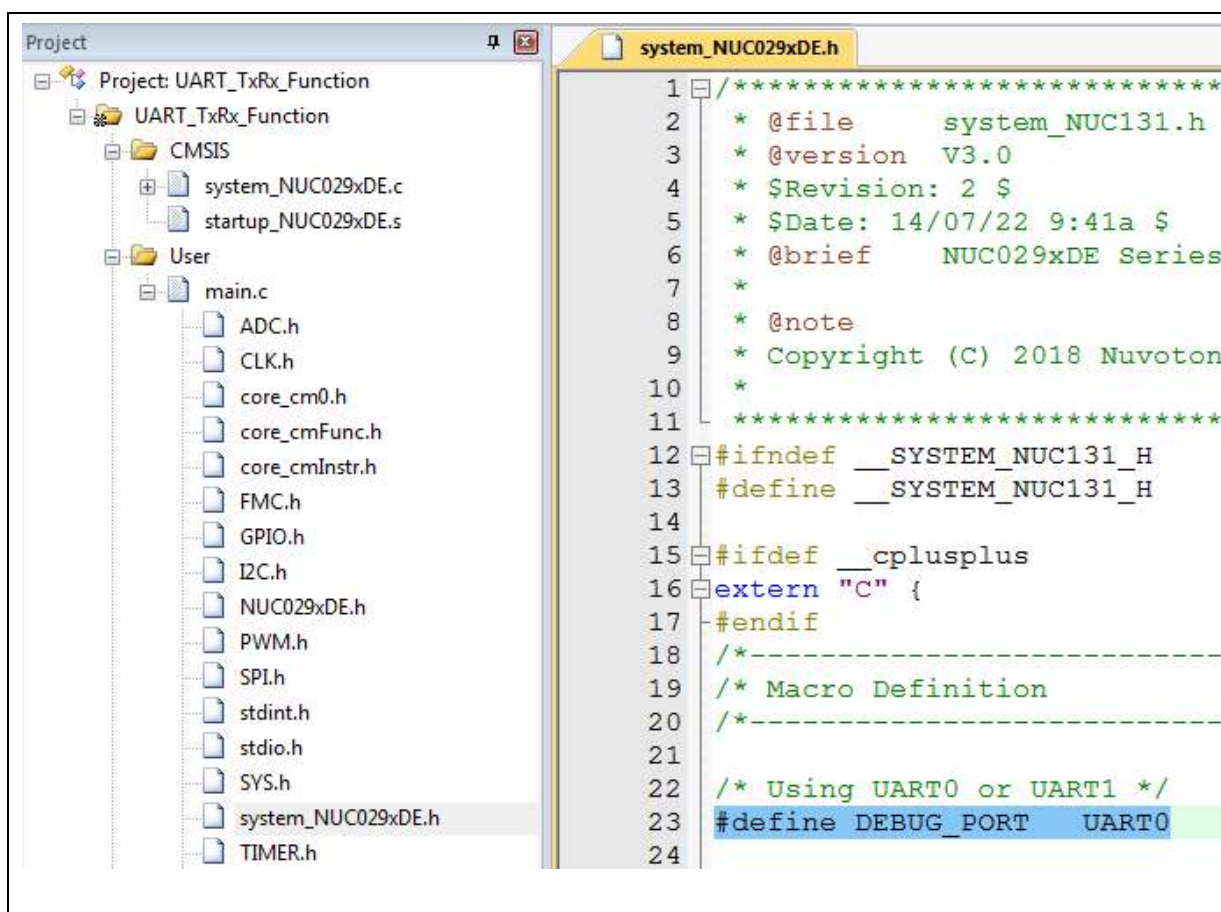 Project
Project: UART_TxRx_Function
UART_TxRx_Function
CMSIS
system_NUC029xDE.c
startup_NUC029xDE.s
User
main.c
ADC.h
CLK.h
core_cm0.h
core_cmFunc.h
core_cmInstr.h
FMC.h
GPIO.h
I2C.h
NUC029xDE.h
PWM.h
SPI.h
stdint.h
stdio.h
SYS.h
system_NUC029xDE.h
TIMER.h
system_NUC029xDE.h
1 /****************************
2 * @file system_NUC131.h
3 * @version V3.0
4 * $Revision: 2 $
5 * $Date: 14/07/22 9:41a $
6 * @brief NUC029xDE Series
7 *
8 * @note
9 * Copyright (C) 2018 Nuvoton
10 *
11 ****************************
12 #ifndef __SYSTEM_NUC131_H
13 #define __SYSTEM_NUC131_H
14
15 #ifdef __cplusplus
16 extern "C" {
17 #endif
18 /*---------------------------
19 /* Macro Definition
20 /*---------------------------
21
22 /* Using UART0 or UART1 */
23 #define DEBUG_PORT UART0
24